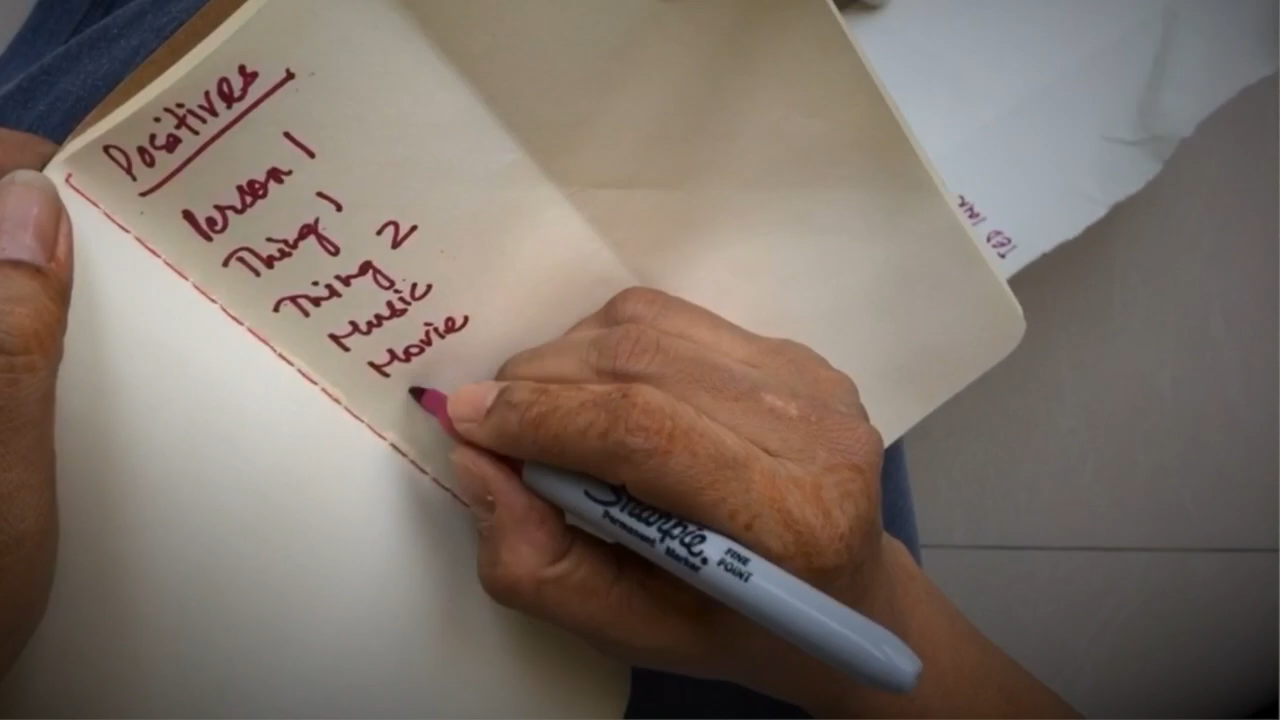 Positives
Person 1
Thing 1
Thing 2
Music
Movie
Sharpie.
Permanent Marker
FINE
POINT